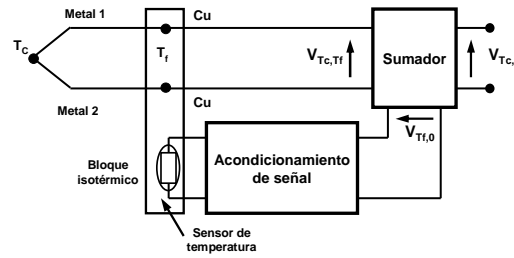 Metal 1
Cu
T_C
T_f
V_Tc,Tf
Sumador
V_Tc,
Metal 2
Cu
V_Tf,0
Bloque
isotérmico
Acondicionamiento
de señal
Sensor de
temperatura